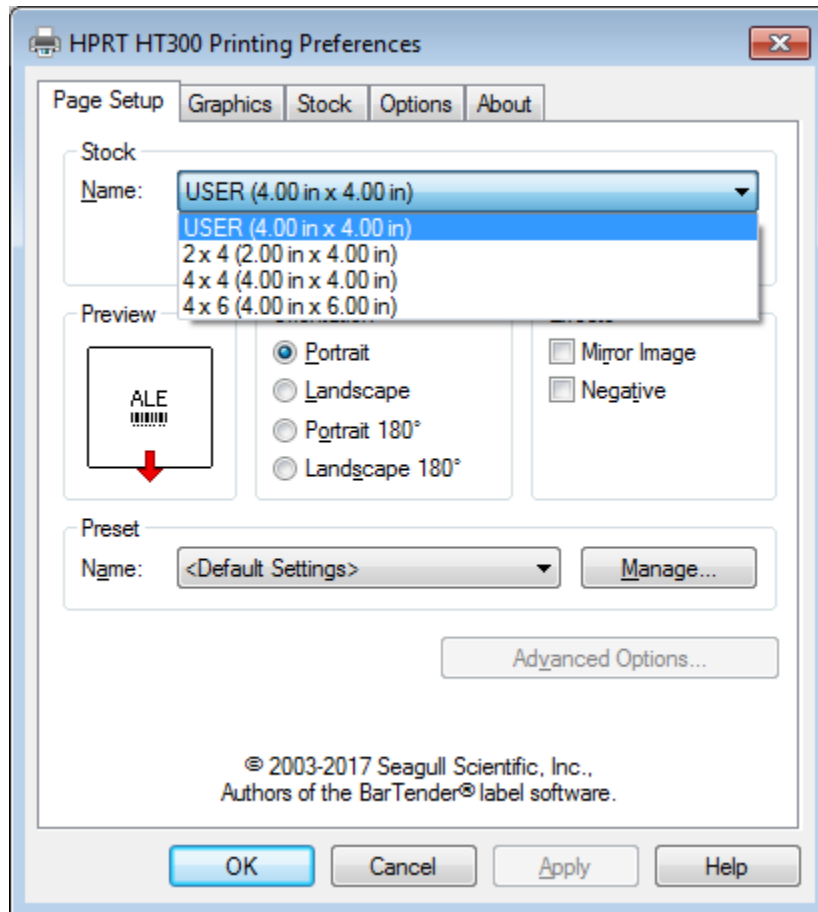 HPRT HT300 Printing Preferences
Page Setup Graphics Stock Options About
Stock
Name: USER (4.00 in x 4.00 in)
USER (4.00 in x 4.00 in)
2 x 4 (2.00 in x 4.00 in)
4 x 4 (4.00 in x 4.00 in)
4 x 6 (4.00 in x 6.00 in)
Preview
ALE
Portrait
Landscape
Portrait 180°
Landscape 180°
Mirror Image
Negative
Preset
Name: <Default Settings> Manage...
Advanced Options...
© 2003-2017 Seagull Scientific, Inc.,
Authors of the BarTender® label software.
OK Cancel Apply Help